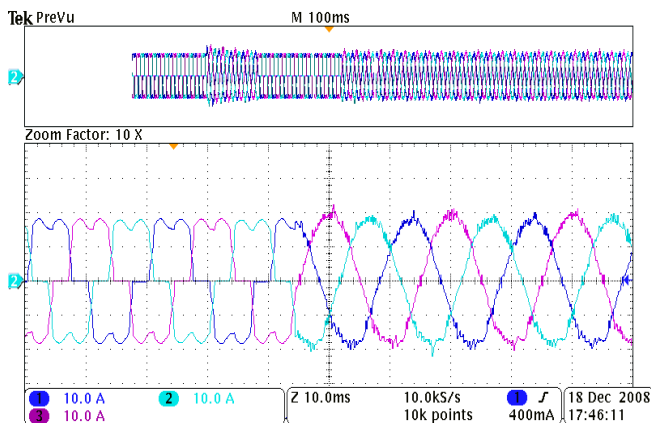 Tek PreVu M 100ms
2
Zoom Factor: 10 X
2
1 10.0 A 2 10.0 A Z 10.0ms 10.0kS/s 1 18 Dec 2008
3 10.0 A 10k points 400mA 17:46:11